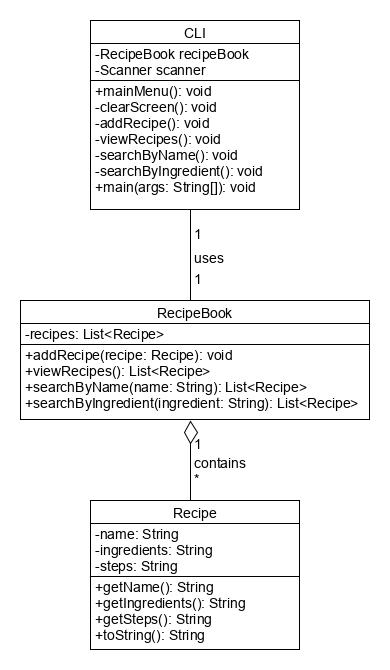 CLI
-RecipeBook recipeBook
-Scanner scanner
+mainMenu(): void
-clearScreen(): void
-addRecipe(): void
-viewRecipes(): void
-searchByName(): void
-searchByIngredient(): void
+main(args: String[]): void
1
uses
1
RecipeBook
-recipes: List<Recipe>
+addRecipe(recipe: Recipe): void
+viewRecipes(): List<Recipe>
+searchByName(name: String): List<Recipe>
+searchByIngredient(ingredient: String): List<Recipe>
1
contains
*
Recipe
-name: String
-ingredients: String
-steps: String
+getName(): String
+getIngredients(): String
+getSteps(): String
+toString(): String